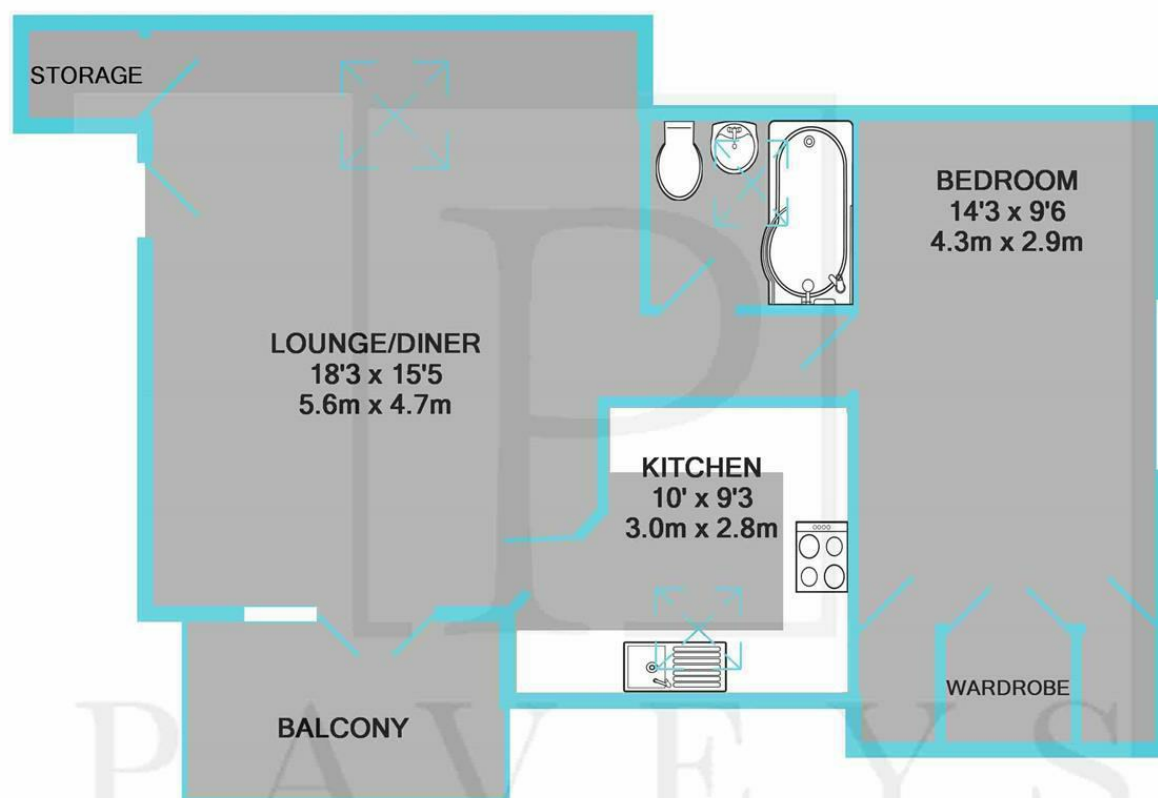 STORAGE
BEDROOM
14'3 x 9'6
4.3m x 2.9m
LOUNGE/DINER
18'3 x 15'5
5.6m x 4.7m
KITCHEN
10' x 9'3
3.0m x 2.8m
WARDROBE
BALCONY
P
PAVEYS